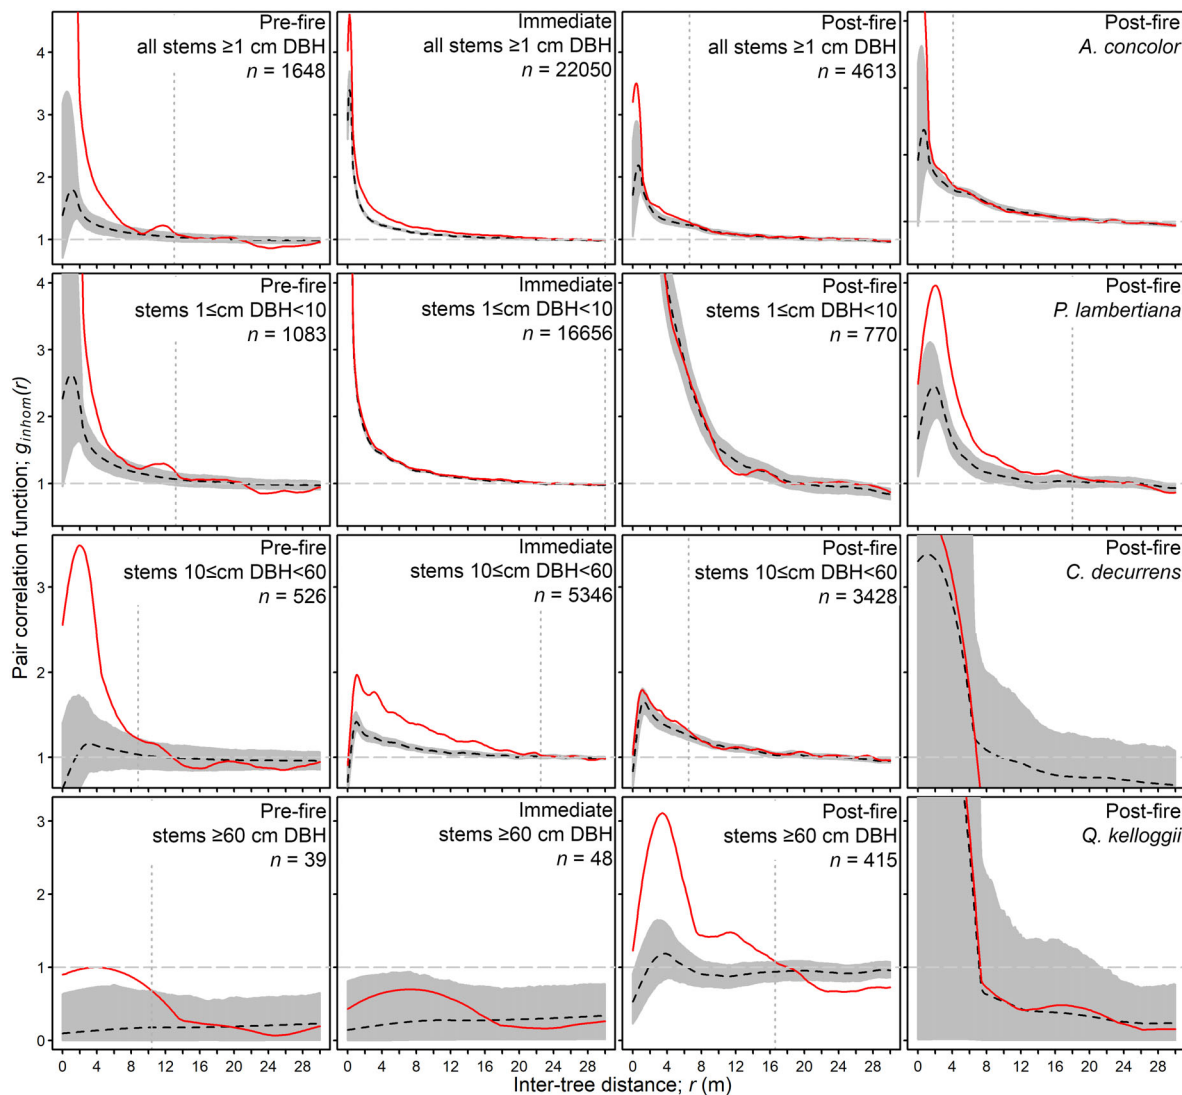 Pre-fire
all stems ≥1 cm DBH
n = 1648
Immediate
all stems ≥1 cm DBH
n = 22050
Post-fire
all stems ≥1 cm DBH
n = 4613
Post-fire
A. concolor
4
3
2
1
Pre-fire
stems 1≤cm DBH<10
n = 1083
Immediate
stems 1≤cm DBH<10
n = 16656
Post-fire
stems 1≤cm DBH<10
n = 770
Post-fire
P. lambertiana
4
3
2
1
Pre-fire
stems 10≤cm DBH<60
n = 526
Immediate
stems 10≤cm DBH<60
n = 5346
Post-fire
stems 10≤cm DBH<60
n = 3428
Post-fire
C. decurrens
3
2
1
Pre-fire
stems ≥60 cm DBH
n = 39
Immediate
stems ≥60 cm DBH
n = 48
Post-fire
stems ≥60 cm DBH
n = 415
Post-fire
Q. kelloggii
3
2
1
0
Pair correlation function; ginhom(r)
0 4 8 12 16 20 24 28
0 4 8 12 16 20 24 28
0 4 8 12 16 20 24 28
0 4 8 12 16 20 24 28
Inter-tree distance; r (m)